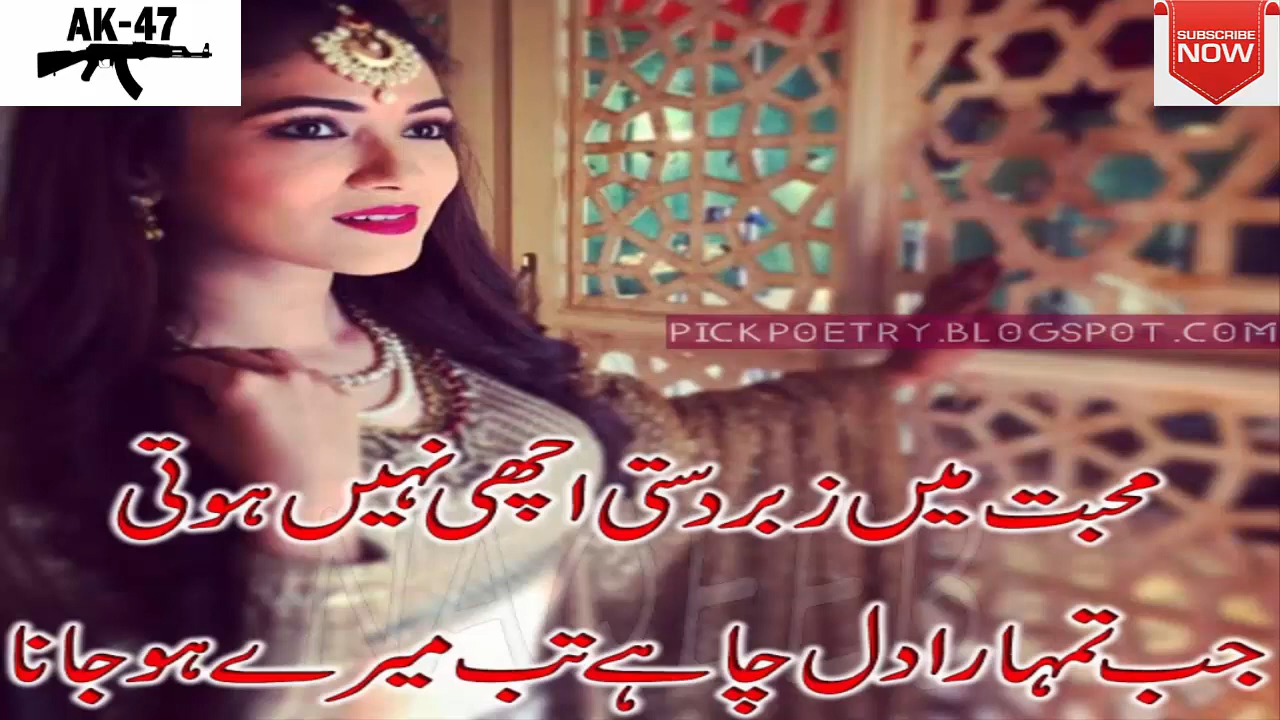 AK-47
SUBSCRIBE
NOW
PICKPOETRY.BLOGSPOT.COM
محبت میں زبردستی اچھی نہیں ہوتی
NAQEEB
جب تمہارا دل چاہے تب میرے ہو جانا